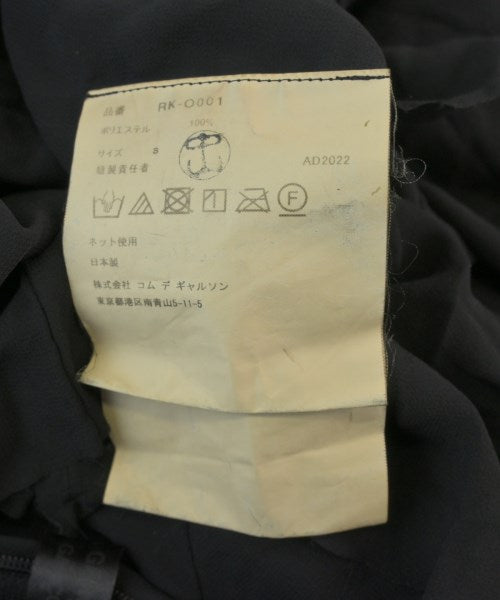 品番 RK-O001
ポリエステル 100%
サイズ S
縫製責任者 AD2022
F
ネット使用
日本製
株式会社 コム デ ギャルソン
東京都港区南青山5-11-5